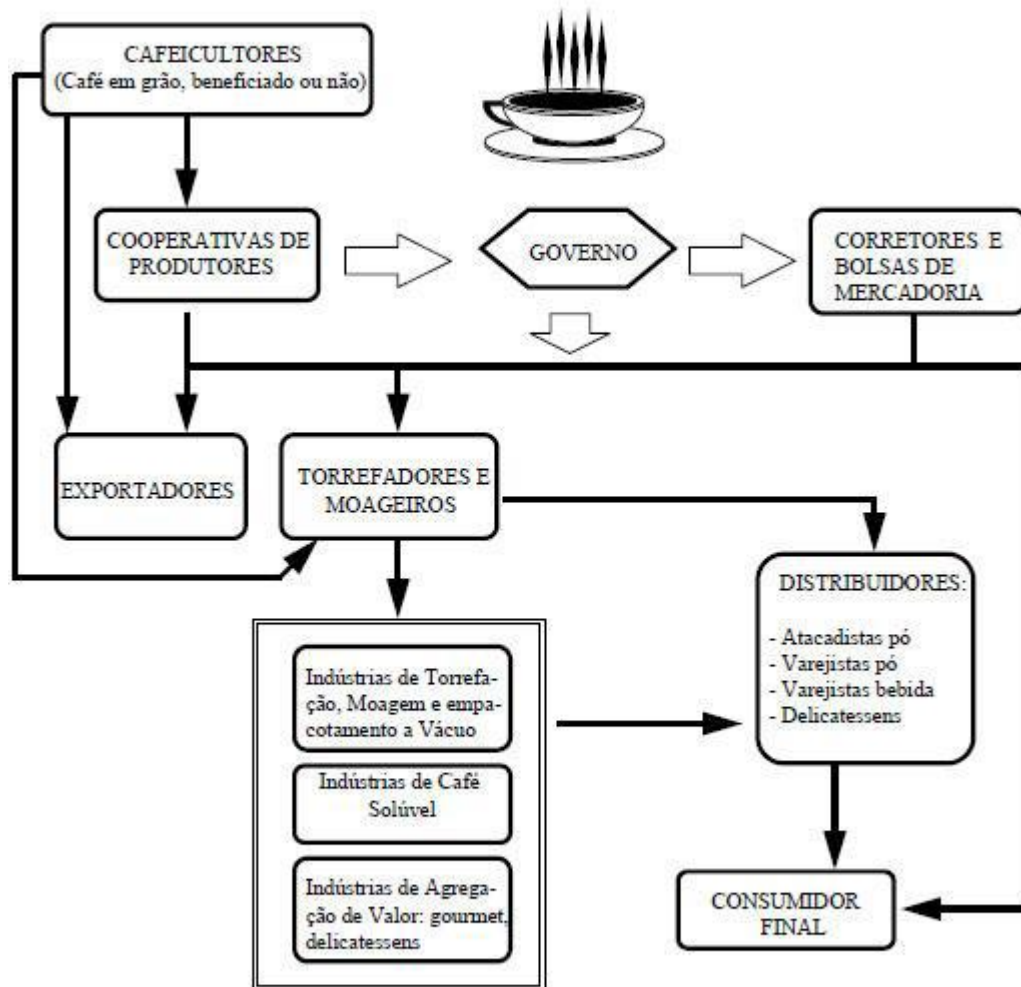 CAFEICULTORES
(Café em grão, beneficiado ou não)
COOPERATIVAS DE
PRODUTORES
GOVERNO
CORRETORES E
BOLSAS DE
MERCADORIA
EXPORTADORES
TORREFADORES E
MOAGEIROS
DISTRIBUIDORES:
- Atacadistas pó
- Varejistas pó
- Varejistas bebida
- Delicatessens
Indústrias de Torrefa-
ção, Moagem e empa-
cotamento a Vácuo
Indústrias de Café
Solúvel
Indústrias de Agrega-
ção de Valor: gourmet,
delicatessens
CONSUMIDOR
FINAL